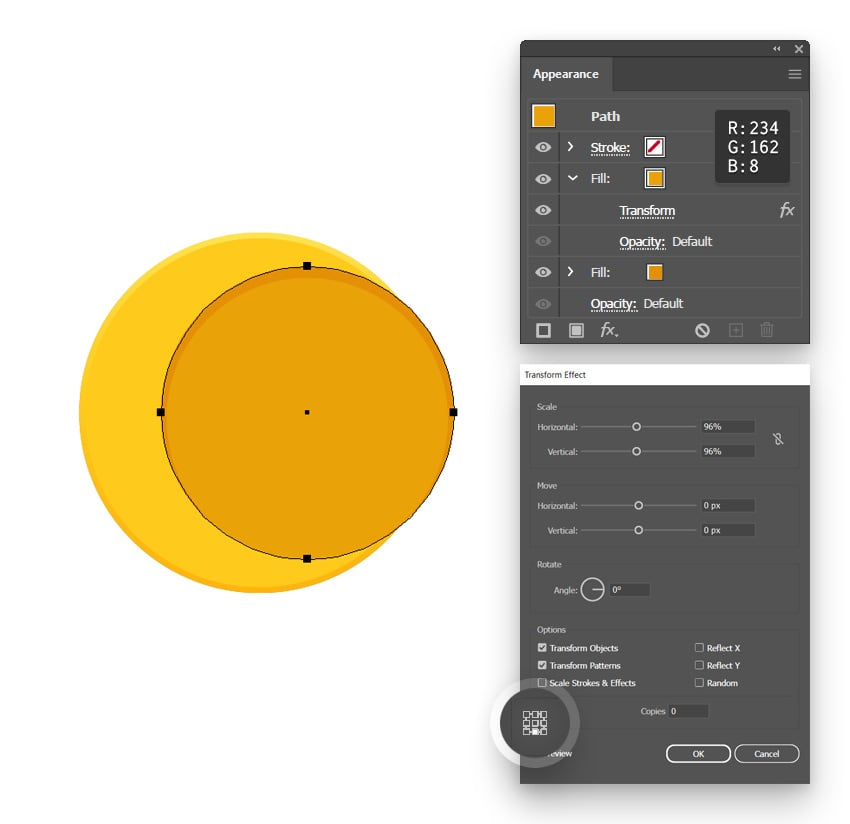 Appearance
Path
R:234
G:162
B:8
Stroke:
Fill:
Transform
fx
Opacity: Default
Fill:
Opacity: Default
fx
Transform Effect
Scale
Horizontal: 96%
Vertical: 96%
Move
Horizontal: 0 px
Vertical: 0 px
Rotate
Angle: 0°
Options
Transform Objects
Reflect X
Transform Patterns
Reflect Y
Scale Strokes & Effects
Random
Copies 0
OK
Cancel